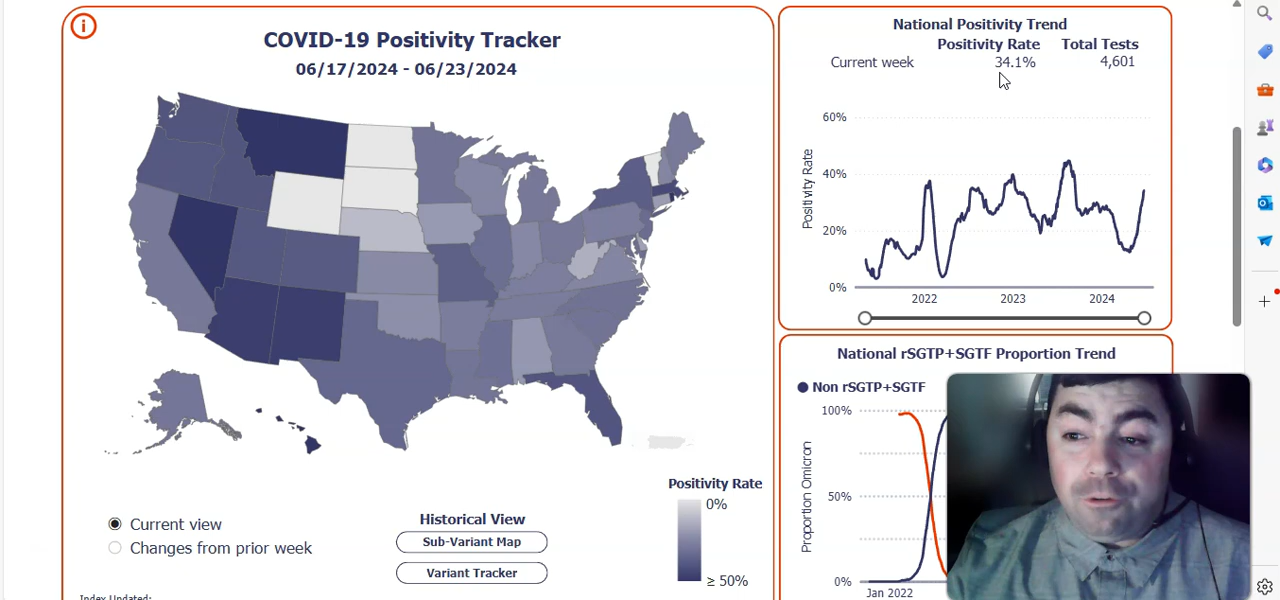 COVID-19 Positivity Tracker
06/17/2024 - 06/23/2024
Positivity Rate
0%
≥ 50%
Current view
Changes from prior week
Historical View
Sub-Variant Map
Variant Tracker
Index Updated:
National Positivity Trend
Positivity Rate Total Tests
Current week 34.1% 4,601
60%
40%
20%
0%
Positivity Rate
2022 2023 2024
National rSGTP+SGTF Proportion Trend
Non rSGTP+SGTF
100%
50%
0%
Proportion Omicron
Jan 2022